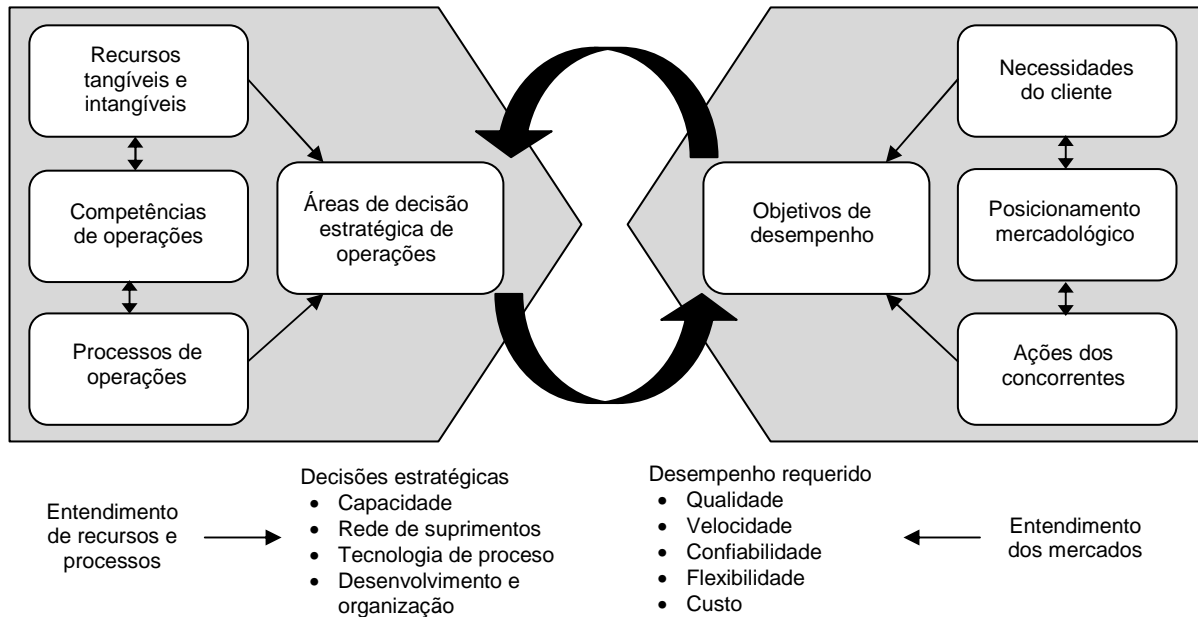 Recursos
tangíveis e
intangíveis
Competências
de operações
Processos de
operações
Áreas de decisão
estratégica de
operações
Objetivos de
desempenho
Necessidades
do cliente
Posicionamento
mercadológico
Ações dos
concorrentes
Entendimento
de recursos e
processos
Decisões estratégicas
• Capacidade
• Rede de suprimentos
• Tecnologia de proceso
• Desenvolvimento e
organização
Desempenho requerido
• Qualidade
• Velocidade
• Confiabilidade
• Flexibilidade
• Custo
Entendimento
dos mercados